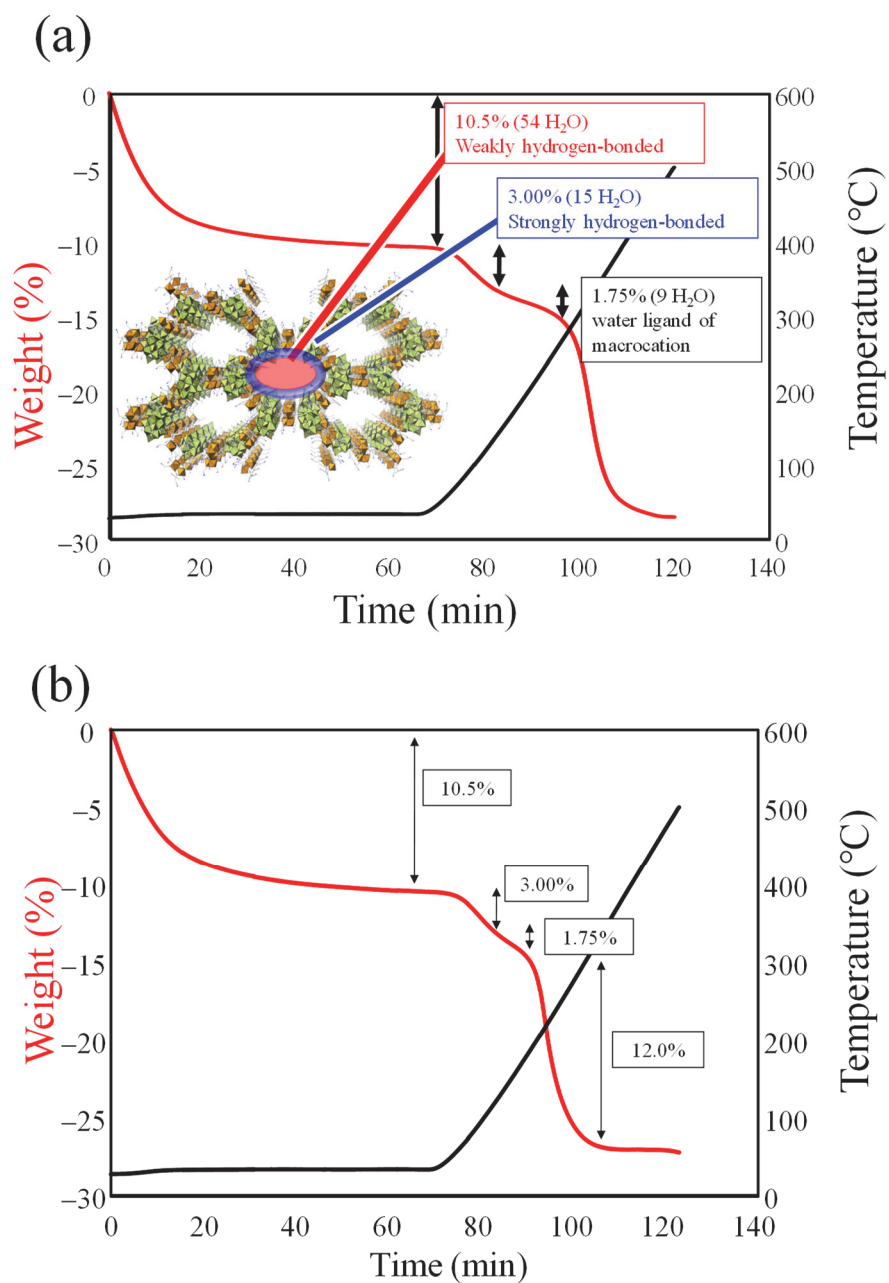 (a)
0
–5
–10
–15
–20
–25
–30
Weight (%)
600
500
400
300
200
100
0
Temperature (°C)
10.5% (54 H₂O)
Weakly hydrogen-bonded
3.00% (15 H₂O)
Strongly hydrogen-bonded
1.75% (9 H₂O)
water ligand of
macrocation
0 20 40 60 80 100 120 140
Time (min)
(b)
0
–5
–10
–15
–20
–25
–30
Weight (%)
600
500
400
300
200
100
0
Temperature (°C)
10.5%
3.00%
1.75%
12.0%
0 20 40 60 80 100 120 140
Time (min)